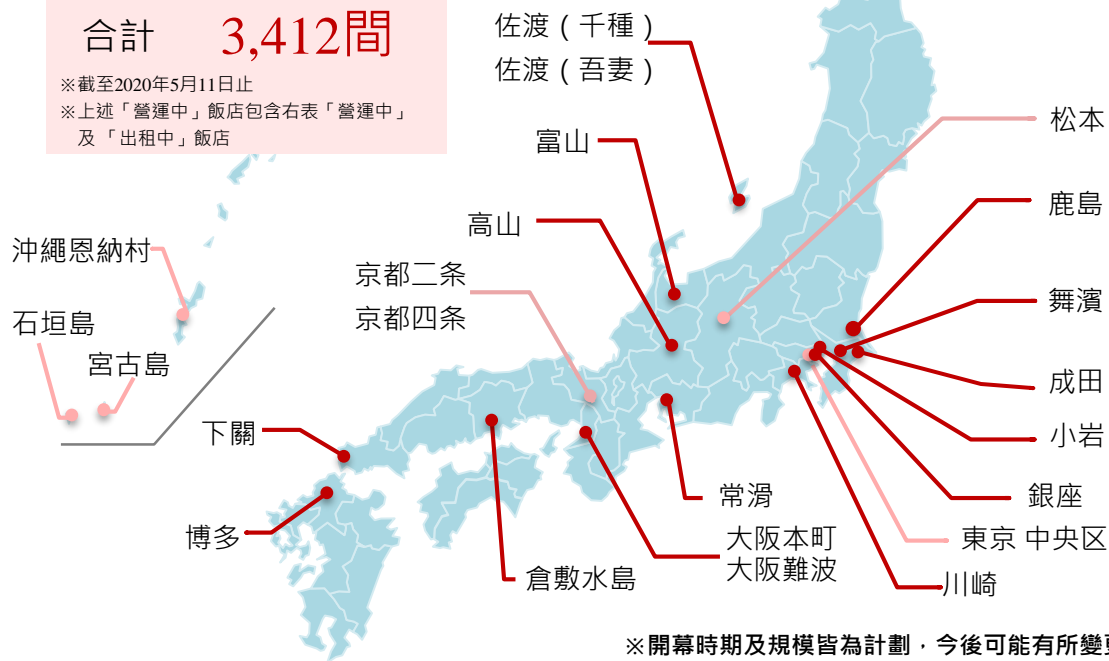 合計 3,412間
※截至2020年5月11日止
※上述「營運中」飯店包含右表「營運中」
及「出租中」飯店
佐渡(千種)
佐渡(吾妻)
富山
高山
京都二条
京都四条
沖繩恩納村
石垣島
宮古島
下關
博多
倉敷水島
大阪本町
大阪難波
常滑
松本
鹿島
舞濱
成田
小岩
銀座
東京 中央区
川崎
※開幕時期及規模皆為計劃，今後可能有所變